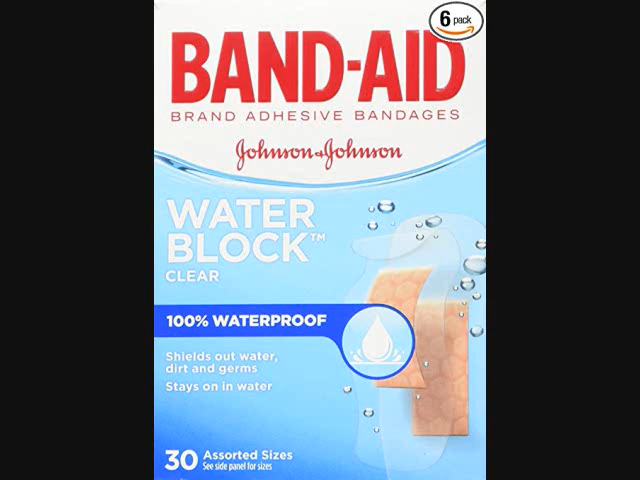 6
pack
BAND-AID
BRAND ADHESIVE BANDAGES
Johnson & Johnson
WATER
BLOCK™
CLEAR
100% WATERPROOF
Shields out water,
dirt and germs
Stays on in water
30 Assorted Sizes
See side panel for sizes